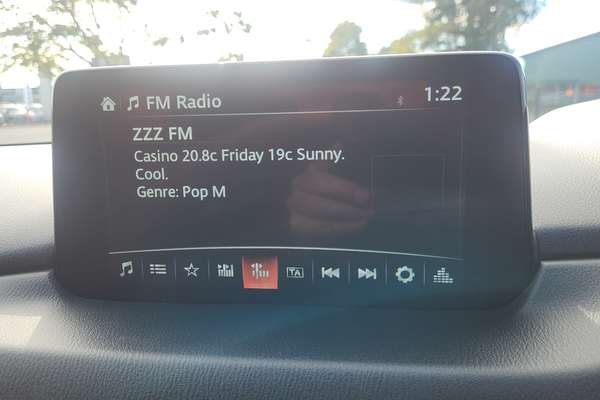 FM Radio
1:22
ZZZ FM
Casino 20.8c Friday 19c Sunny.
Cool.
Genre: Pop M
TA